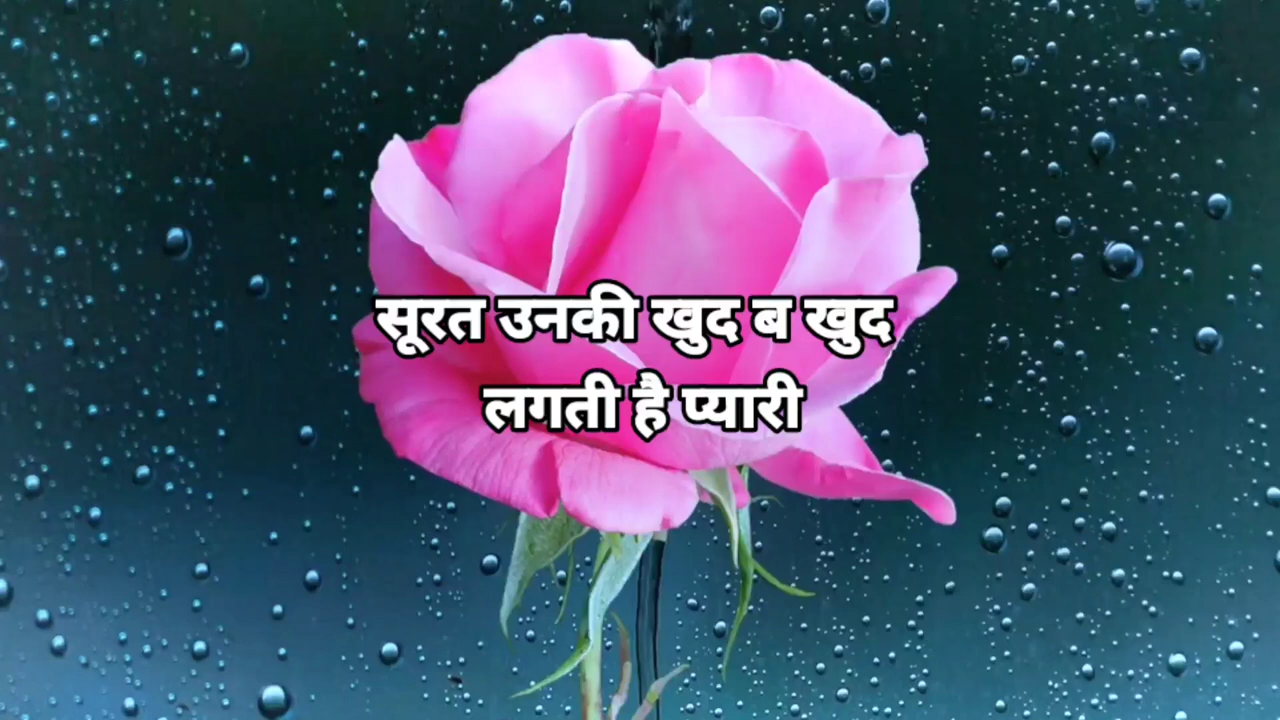 सूरत उनकी खुद ब खुद
लगती है प्यारी